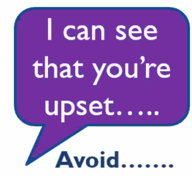 I can see
that you're
upset…..
Avoid…….